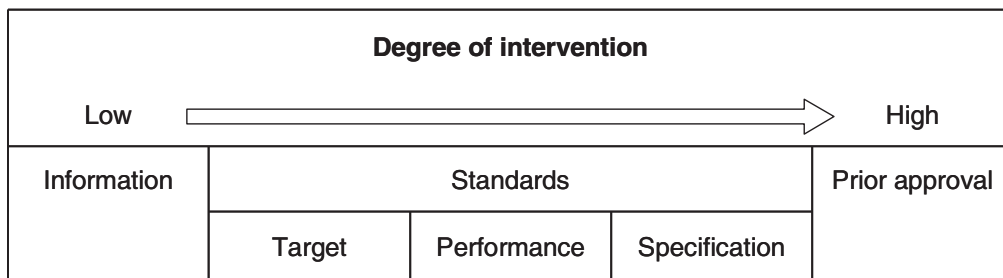 Degree of intervention
Low High
Information Standards Prior approval
Target Performance Specification